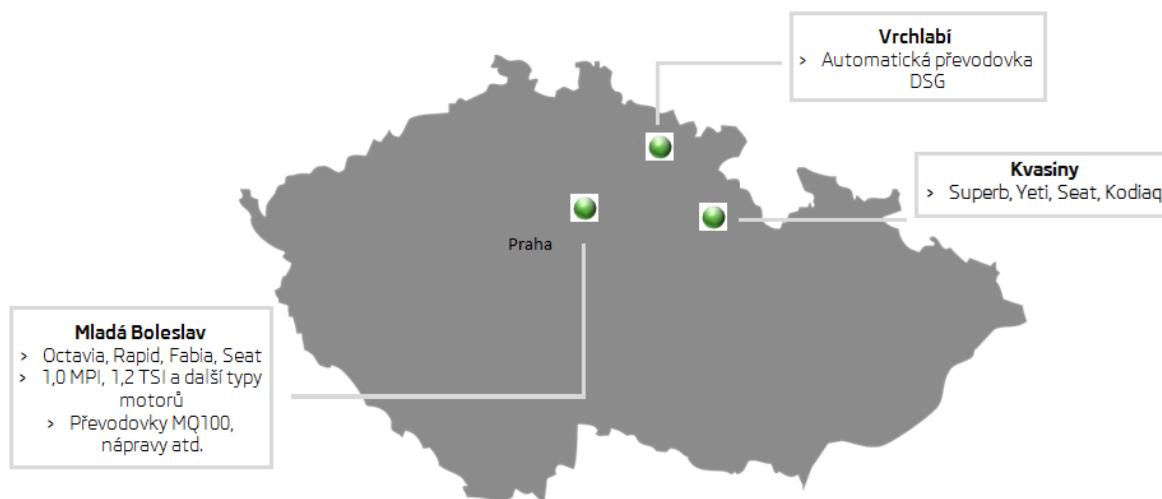 Vrchlabí
> Automatická převodovka
DSG
Kvasiny
> Superb, Yeti, Seat, Kodiaq
Praha
Mladá Boleslav
> Octavia, Rapid, Fabia, Seat
> 1,0 MPI, 1,2 TSI a další typy
motorů
> Převodovky MQ100,
nápravy atd.